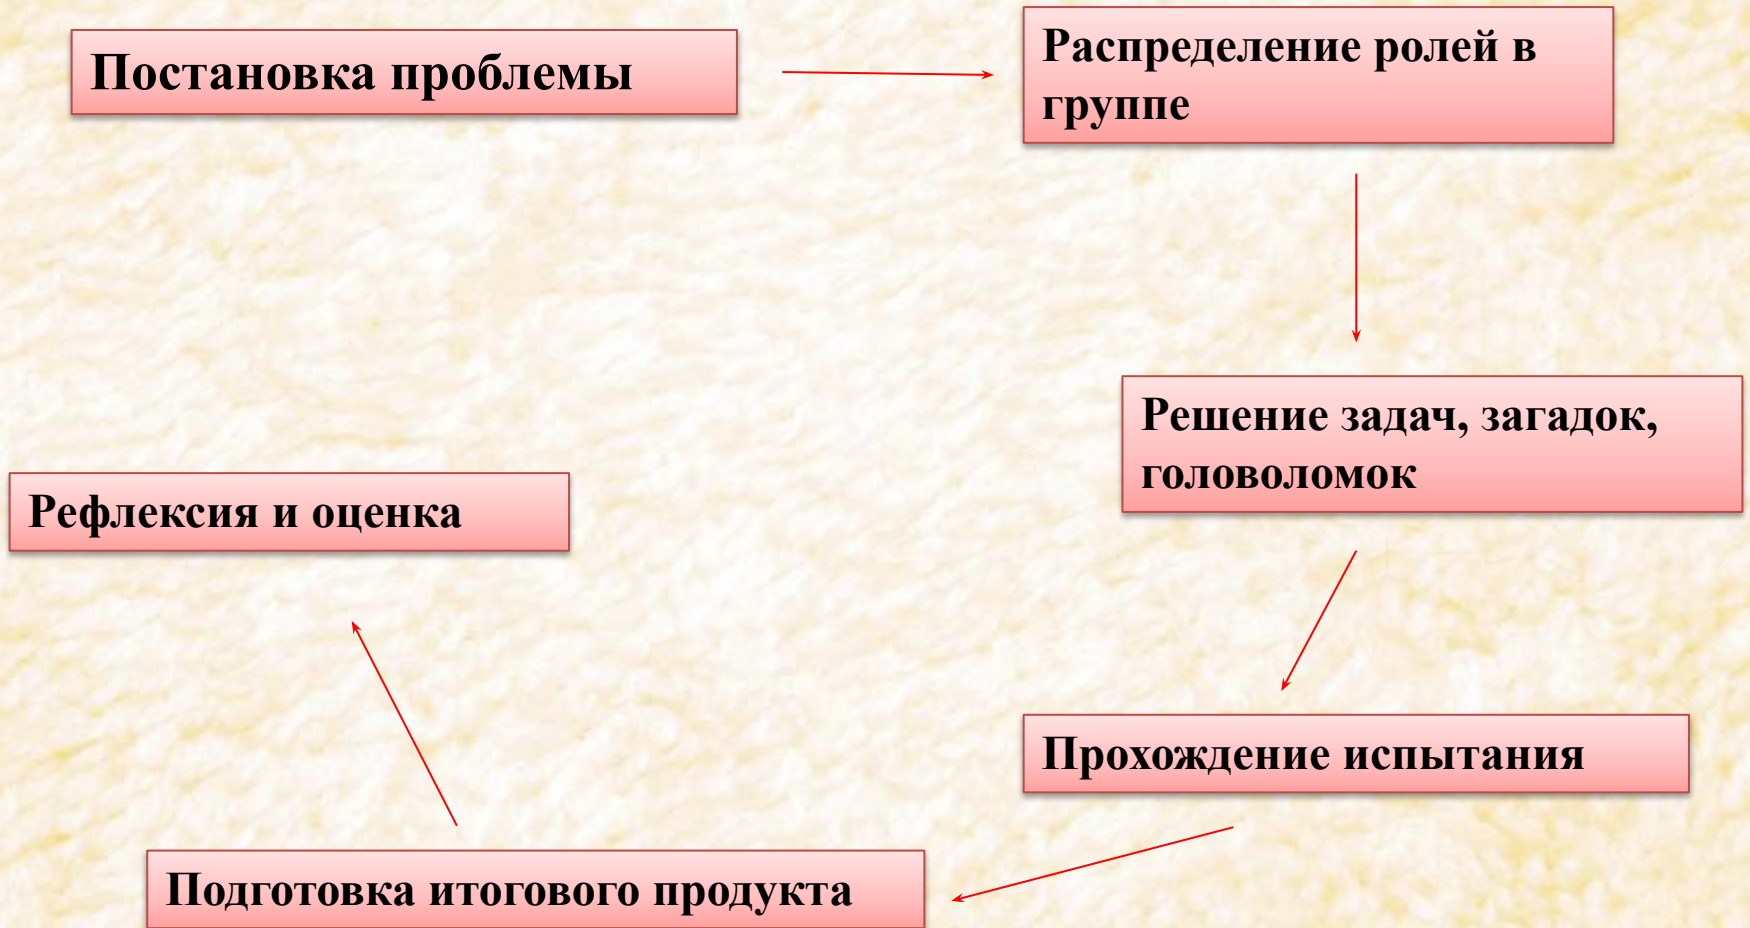 Постановка проблемы
Распределение ролей в
группе
Решение задач, загадок,
головоломок
Прохождение испытания
Подготовка итогового продукта
Рефлексия и оценка